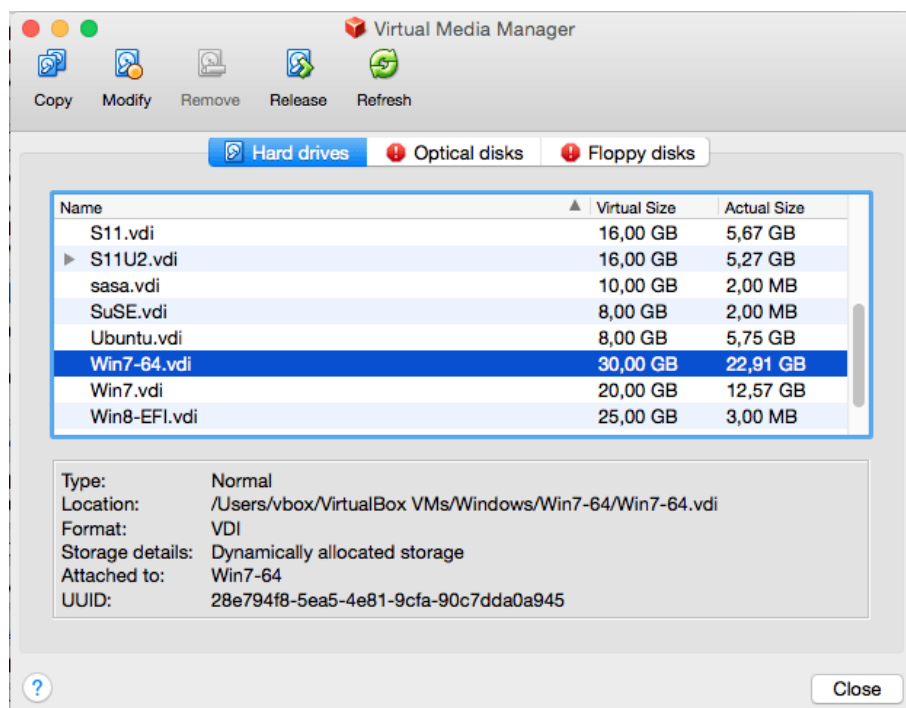 Virtual Media Manager
Copy Modify Remove Release Refresh
Hard drives Optical disks Floppy disks
Name Virtual Size Actual Size
S11.vdi 16,00 GB 5,67 GB
S11U2.vdi 16,00 GB 5,27 GB
sasa.vdi 10,00 GB 2,00 MB
SuSE.vdi 8,00 GB 2,00 MB
Ubuntu.vdi 8,00 GB 5,75 GB
Win7-64.vdi 30,00 GB 22,91 GB
Win7.vdi 20,00 GB 12,57 GB
Win8-EFI.vdi 25,00 GB 3,00 MB
Type: Normal
Location: /Users/vbox/VirtualBox VMs/Windows/Win7-64/Win7-64.vdi
Format: VDI
Storage details: Dynamically allocated storage
Attached to: Win7-64
UUID: 28e794f8-5ea5-4e81-9cfa-90c7dda0a945
? Close